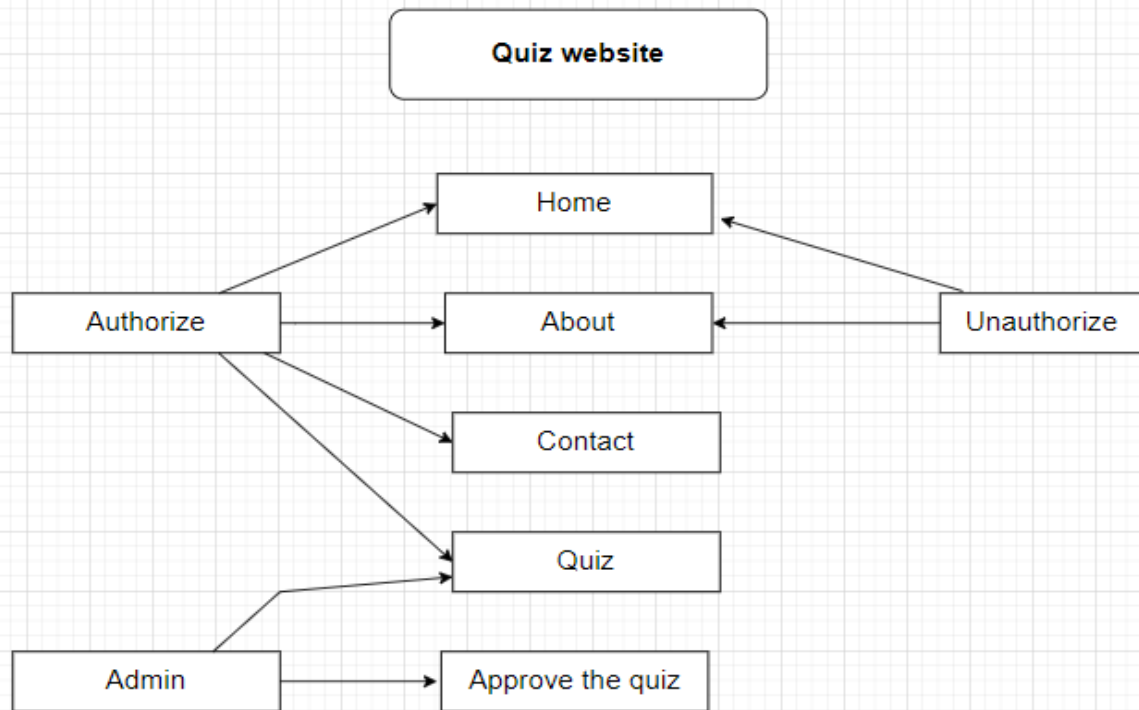 Quiz website
Home
Authorize
About
Unauthorize
Contact
Quiz
Admin
Approve the quiz